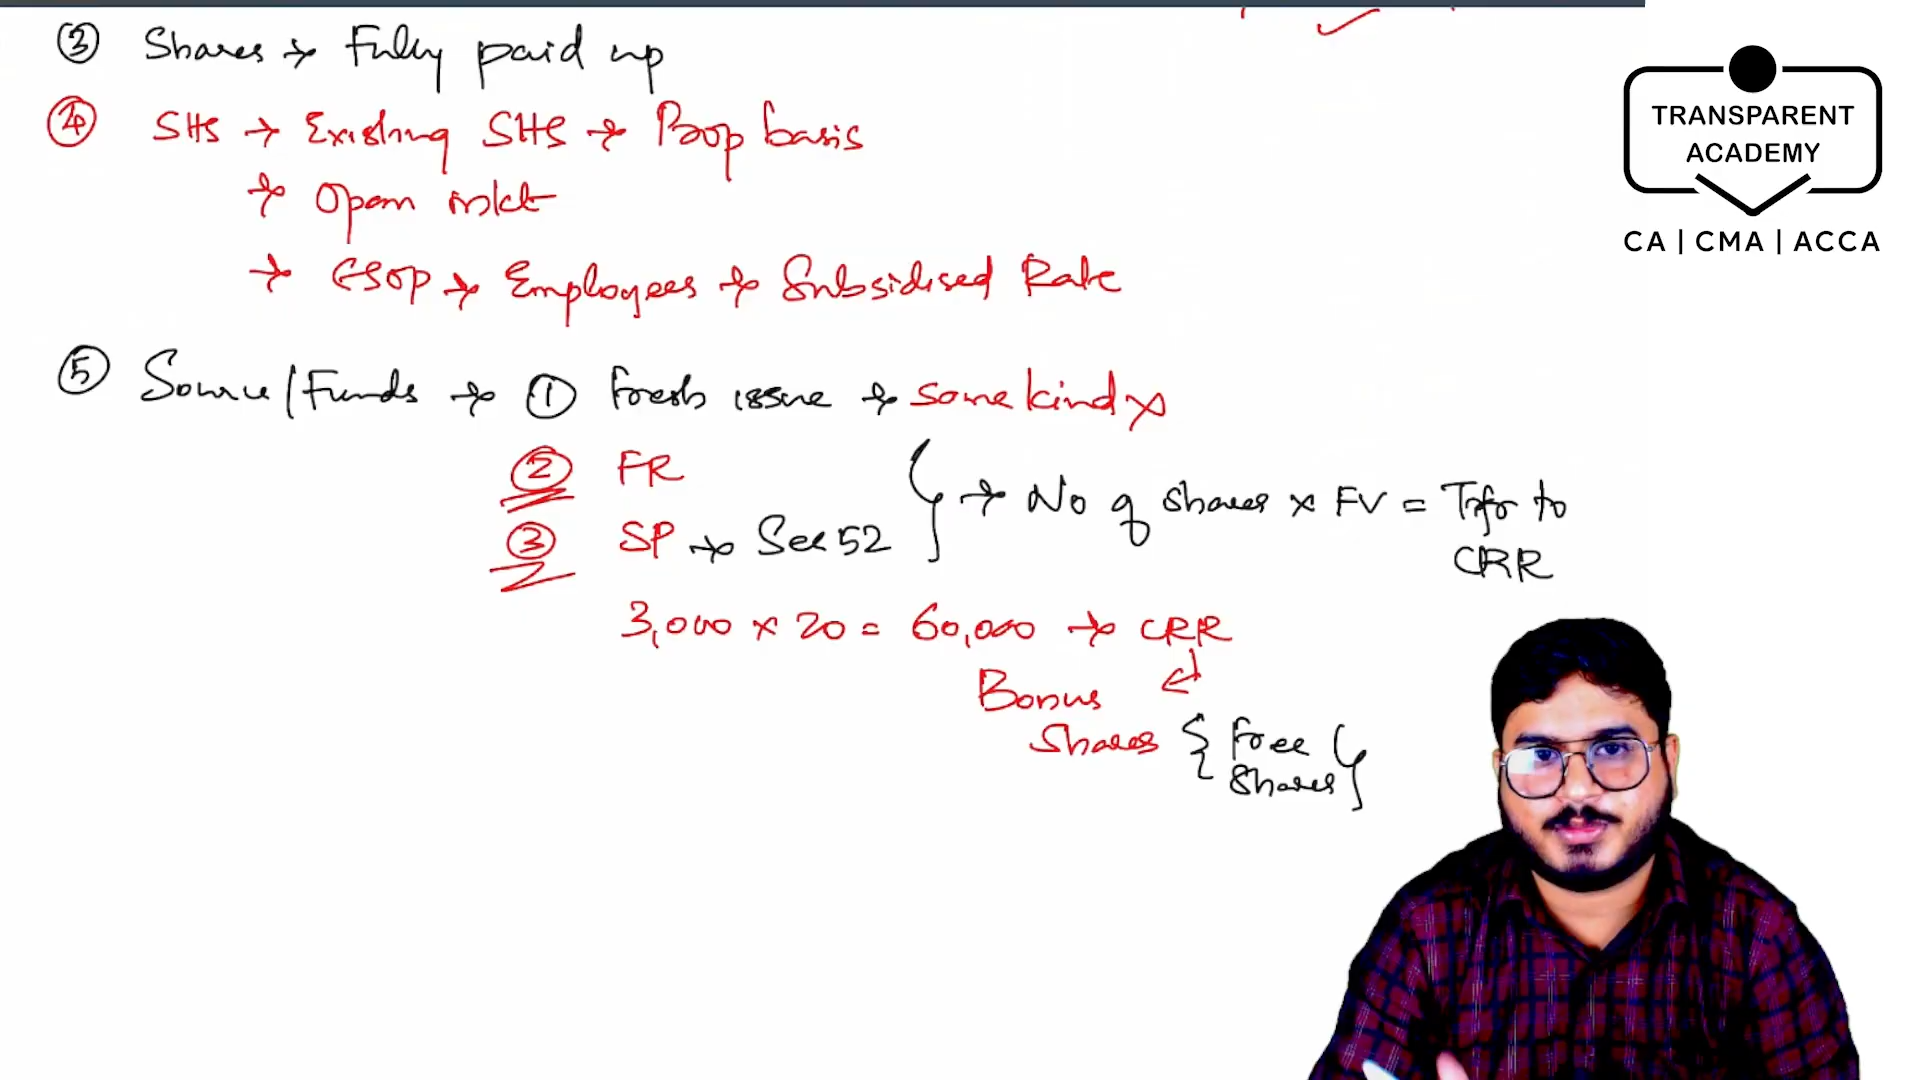 ③ Shares → Fully paid up
④ SHS → Existing SHS → Prop basis
→ Open mkt
→ ESOP → Employees → Subsidised Rate
⑤ Source/Funds → ① Fresh issue → same kind x
② FR
③ SP → Sec 52 } → No of shares x FV = Trfr to CRR
3,000 x 20 = 60,000 → CRR
Bonus
Shares { Free Shares }
TRANSPARENT
ACADEMY
CA | CMA | ACCA